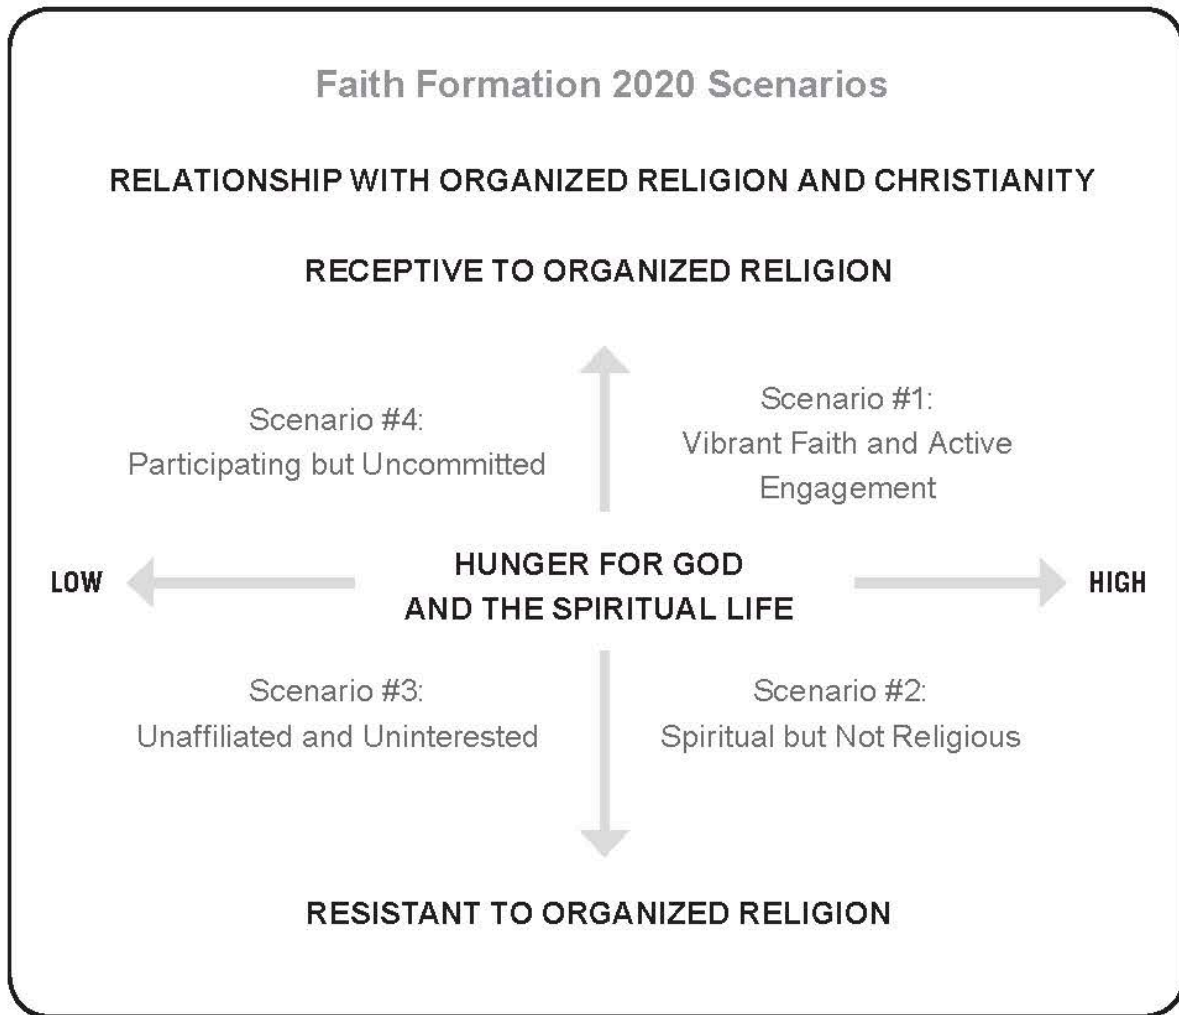 Faith Formation 2020 Scenarios
RELATIONSHIP WITH ORGANIZED RELIGION AND CHRISTIANITY
RECEPTIVE TO ORGANIZED RELIGION
Scenario #4:
Participating but Uncommitted
Scenario #1:
Vibrant Faith and Active
Engagement
LOW
HUNGER FOR GOD
AND THE SPIRITUAL LIFE
HIGH
Scenario #3:
Unaffiliated and Uninterested
Scenario #2:
Spiritual but Not Religious
RESISTANT TO ORGANIZED RELIGION